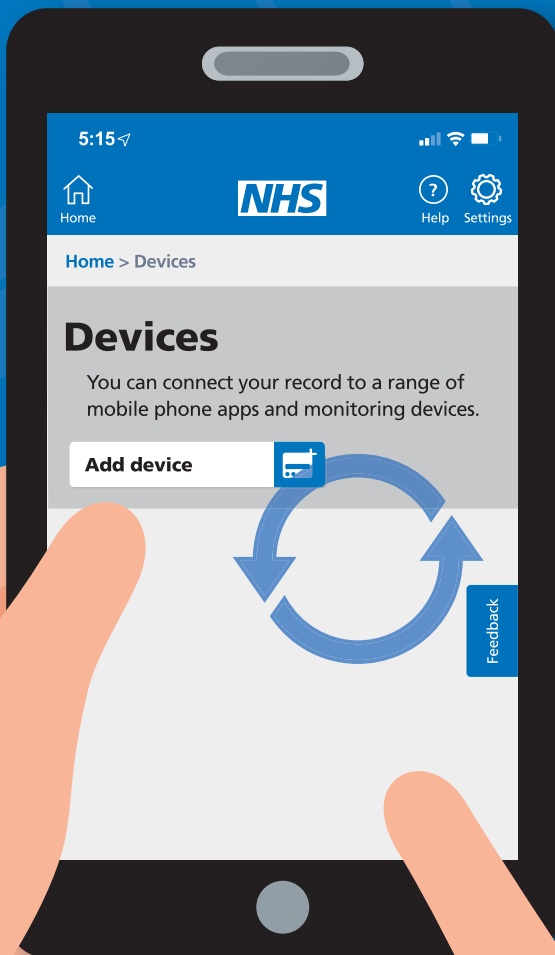 5:15
Home
NHS
?
Help
Settings
Home > Devices
Devices
You can connect your record to a range of
mobile phone apps and monitoring devices.
Add device
Feedback